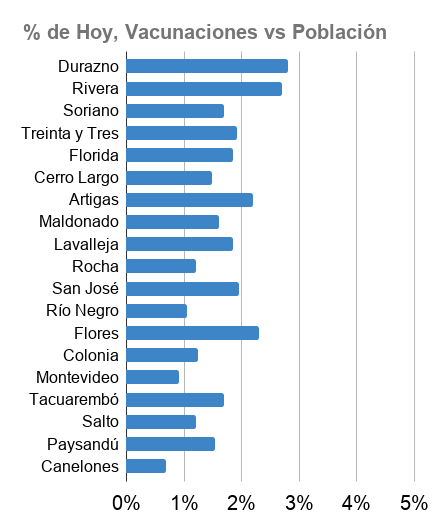 % de Hoy, Vacunaciones vs Población
Durazno
Rivera
Soriano
Treinta y Tres
Florida
Cerro Largo
Artigas
Maldonado
Lavalleja
Rocha
San José
Río Negro
Flores
Colonia
Montevideo
Tacuarembó
Salto
Paysandú
Canelones
0% 1% 2% 3% 4% 5%